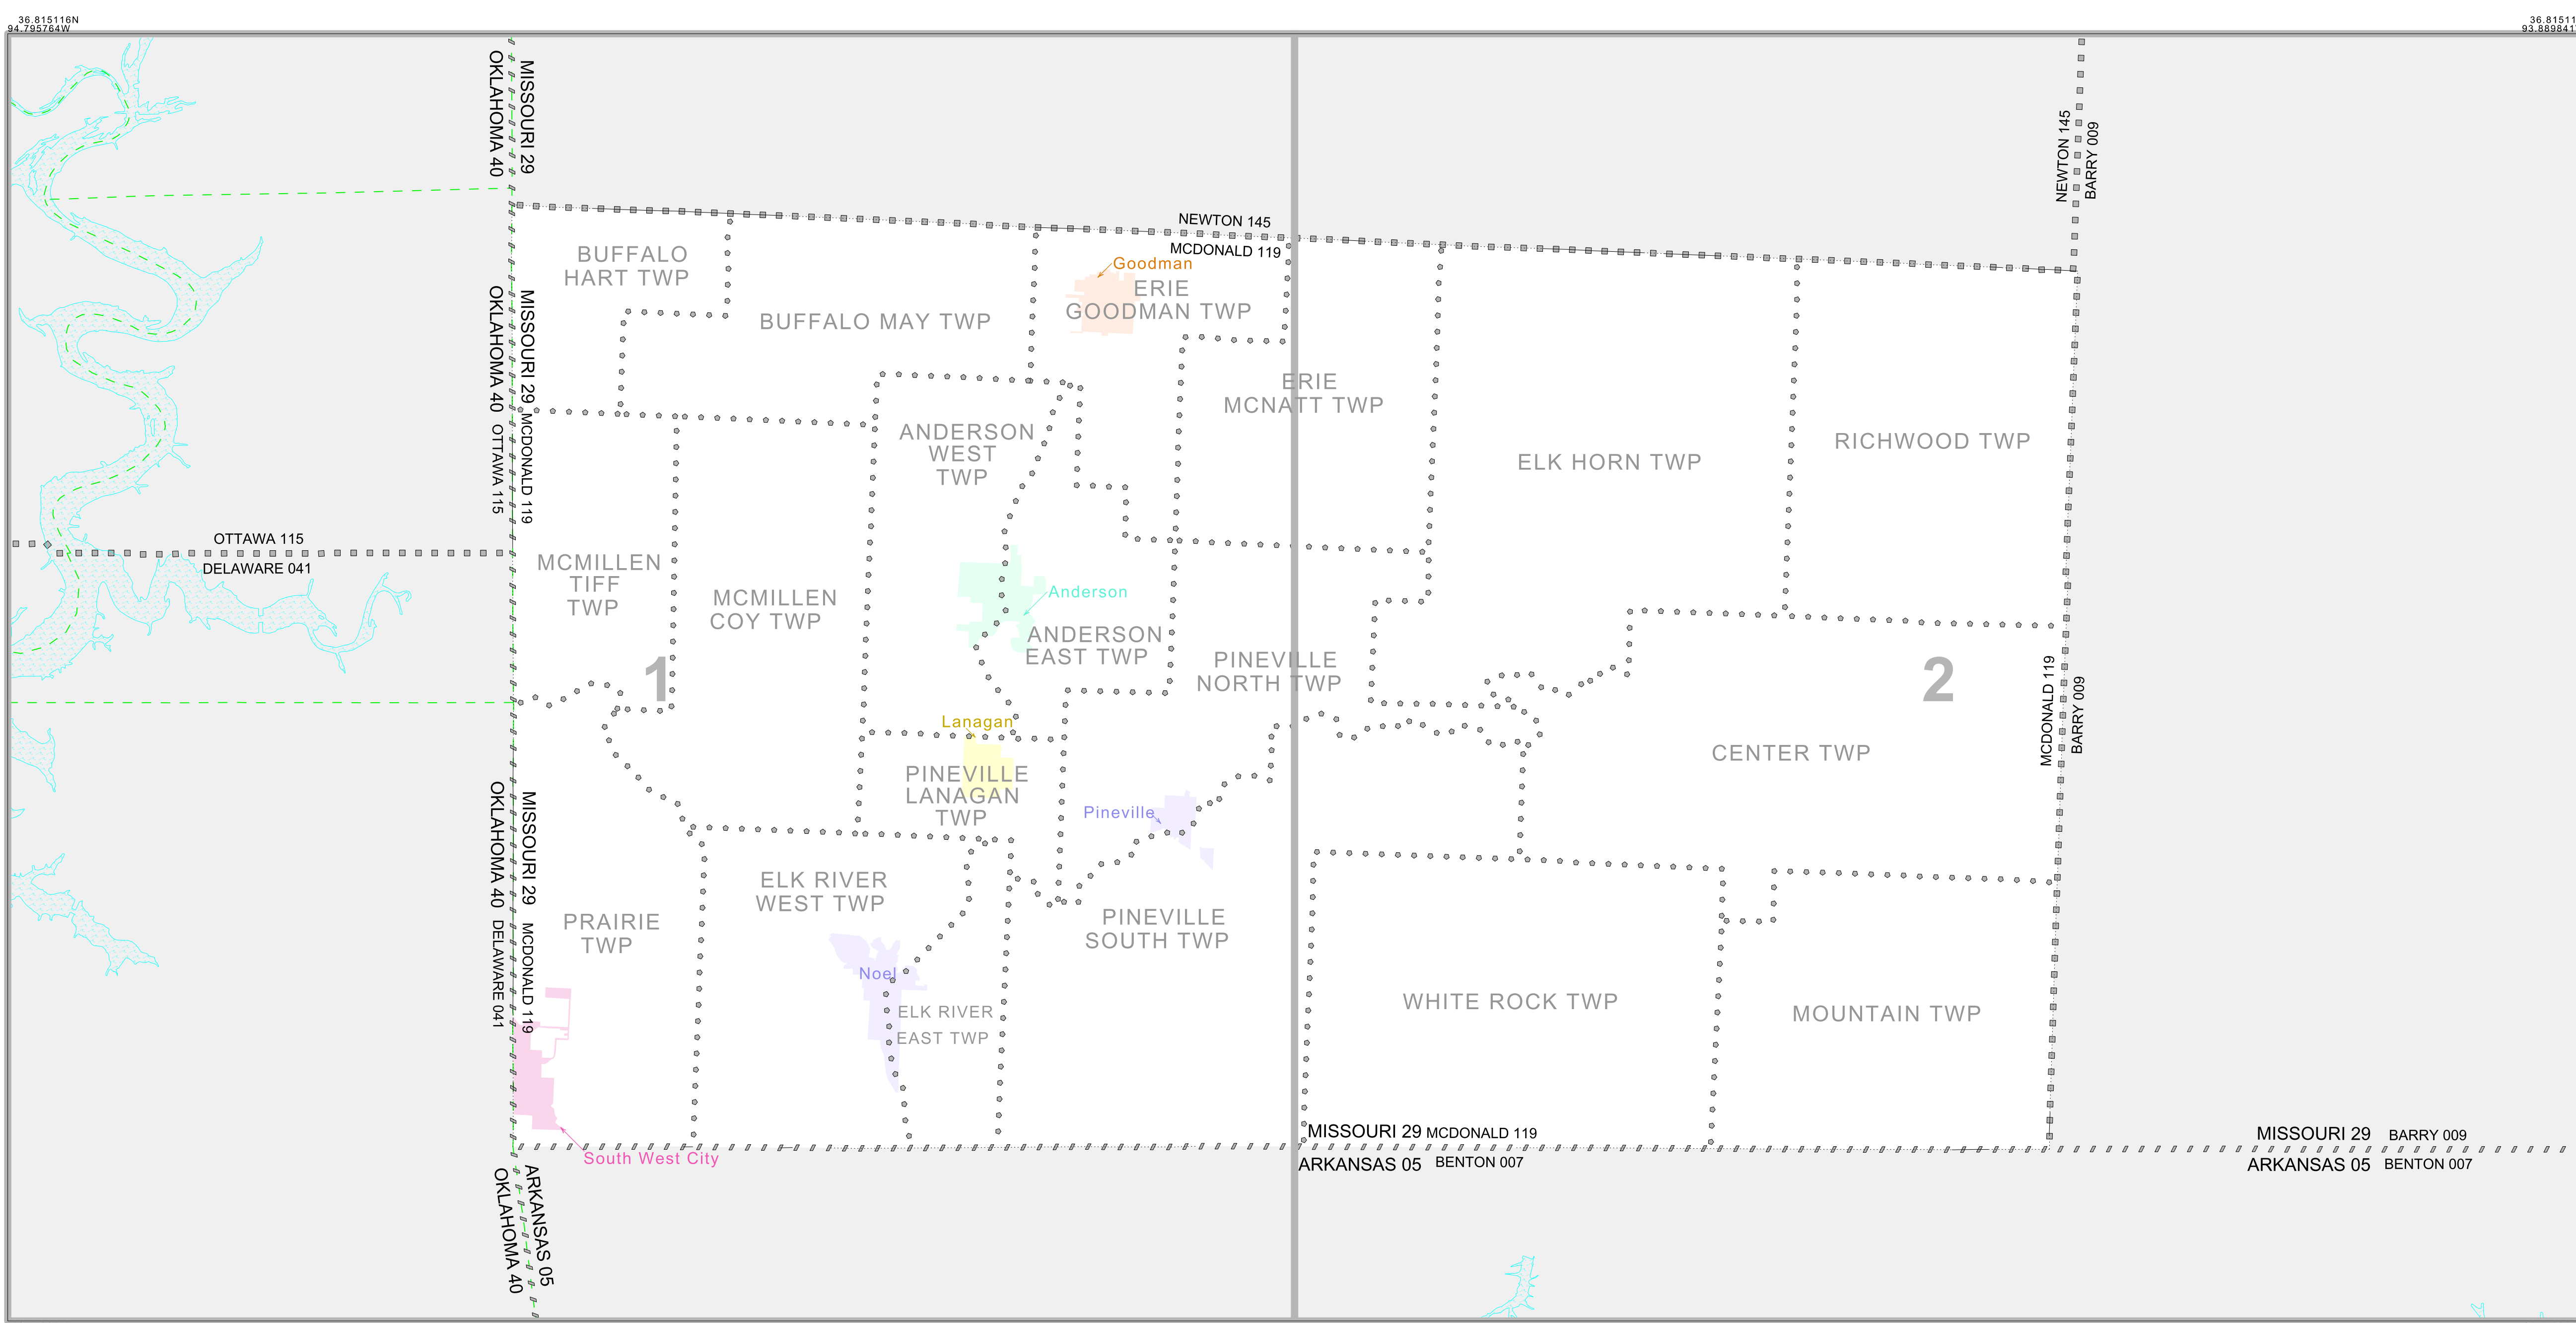 36.815116N
94.795764W
36.81511
93.889841
OKLAHOMA 40
MISSOURI 29
NEWTON 145
BARRY 009
NEWTON 145
MCDONALD 119
BUFFALO
HART TWP
Goodman
ERIE
GOODMAN TWP
BUFFALO MAY TWP
OKLAHOMA 40
OTTAWA 115
MISSOURI 29
MCDONALD 119
ERIE
MCNATT TWP
ANDERSON
WEST
TWP
RICHWOOD TWP
ELK HORN TWP
OTTAWA 115
DELAWARE 041
MCMILLEN
TIFF
TWP
MCMILLEN
COY TWP
Anderson
ANDERSON
EAST TWP
PINEVILLE
NORTH TWP
1
2
MCDONALD 119
BARRY 009
Lanagan
CENTER TWP
PINEVILLE
LANAGAN
TWP
Pineville
OKLAHOMA 40
DELAWARE 041
MISSOURI 29
MCDONALD 119
ELK RIVER
WEST TWP
PRAIRIE
TWP
PINEVILLE
SOUTH TWP
Noel
ELK RIVER
EAST TWP
WHITE ROCK TWP
MOUNTAIN TWP
South West City
MISSOURI 29 MCDONALD 119
ARKANSAS 05 BENTON 007
MISSOURI 29 BARRY 009
ARKANSAS 05 BENTON 007
OKLAHOMA 40
ARKANSAS 05